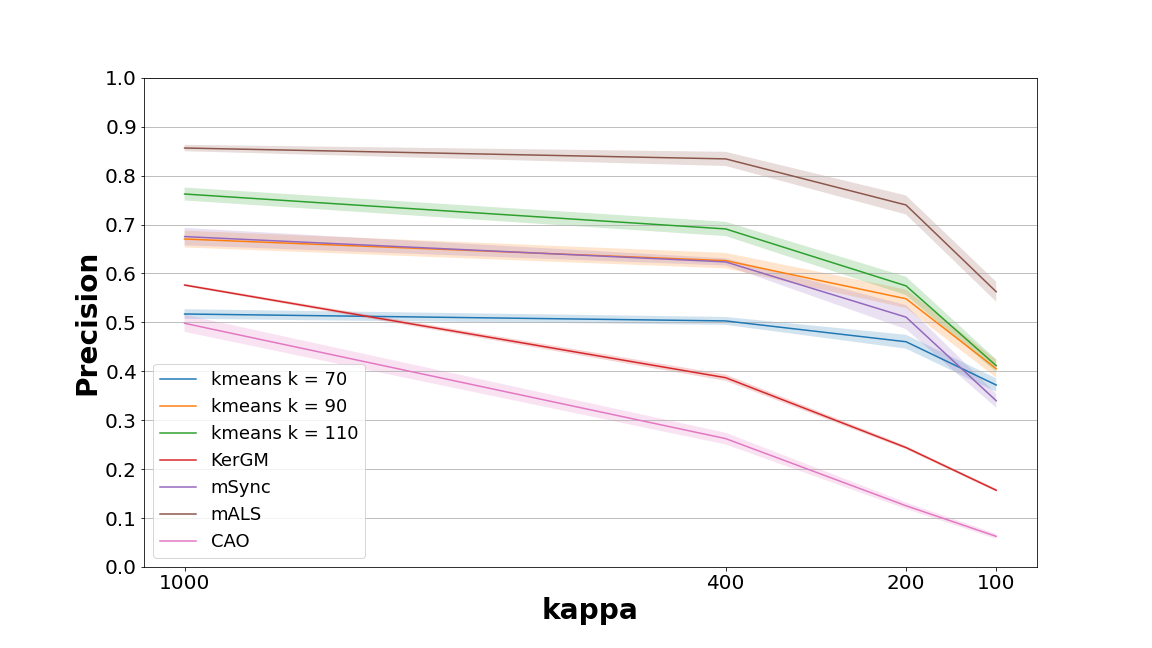 1.0
0.9
0.8
0.7
0.6
0.5
0.4
0.3
0.2
0.1
0.0
Precision
kmeans k = 70
kmeans k = 90
kmeans k = 110
KerGM
mSync
mALS
CAO
1000 400 200 100
kappa